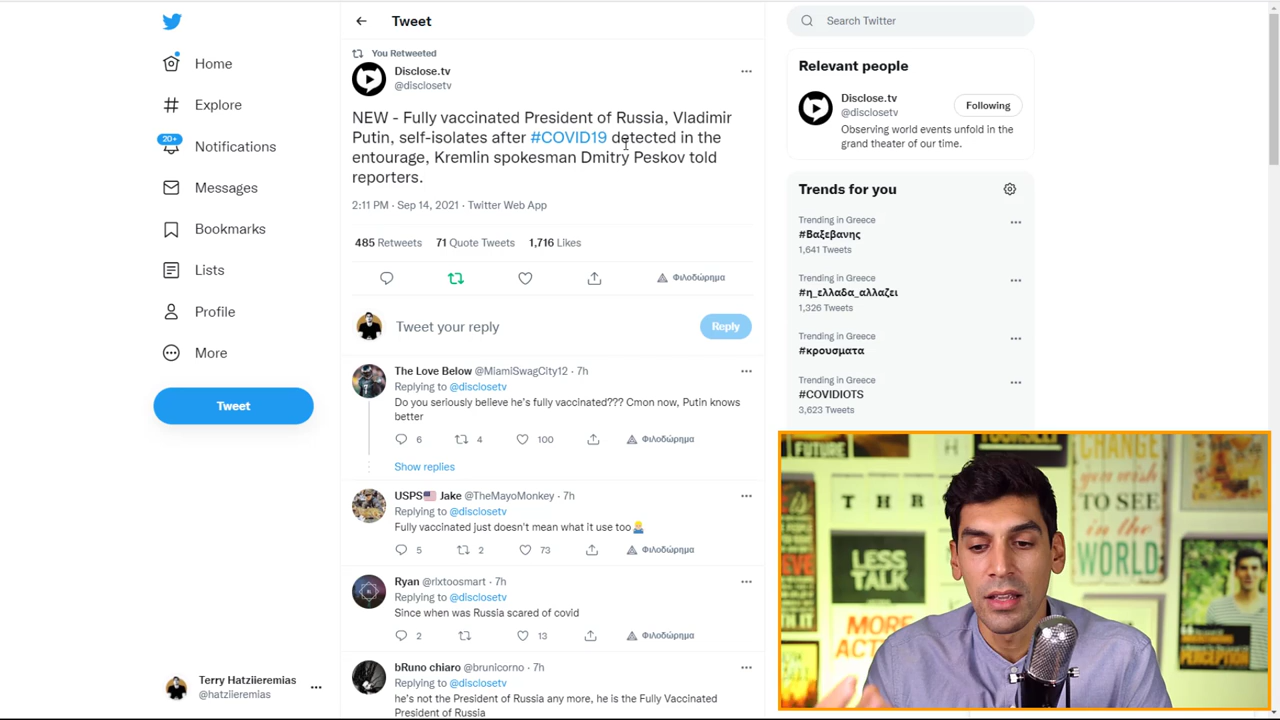 Tweet
Search Twitter
You Retweeted
Home
Disclose.tv
@disclosetv
Relevant people
Explore
Disclose.tv
@disclosetv
Following
Observing world events unfold in the
grand theater of our time.
NEW - Fully vaccinated President of Russia, Vladimir
Putin, self-isolates after #COVID19 detected in the
entourage, Kremlin spokesman Dmitry Peskov told
reporters.
20+
Notifications
Messages
Trends for you
2:11 PM · Sep 14, 2021 · Twitter Web App
Bookmarks
Trending in Greece
#Βαξεβανης
1,641 Tweets
485 Retweets 71 Quote Tweets 1,716 Likes
Lists
Φιλοδώρημα
Trending in Greece
#η_ελλαδα_αλλαζει
1,326 Tweets
Profile
Tweet your reply
Reply
Trending in Greece
#κρουσματα
More
The Love Below @MiamiSwagCity12 · 7h
Replying to @disclosetv
Do you seriously believe he's fully vaccinated??? Cmon now, Putin knows
better
6 4 100 Φιλοδώρημα
Show replies
Trending in Greece
#COVIDIOTS
3,623 Tweets
Tweet
USPS Jake @TheMayoMonkey · 7h
Replying to @disclosetv
Fully vaccinated just doesn't mean what it use too
5 2 73 Φιλοδώρημα
Ryan @rlxtoosmart · 7h
Replying to @disclosetv
Since when was Russia scared of covid
2 13 Φιλοδώρημα
bRuno chiaro @brunicorno · 7h
Replying to @disclosetv
he's not the President of Russia any more, he is the Fully Vaccinated
President of Russia
Terry Hatziieremias
@hatziieremias
FUTURE
THR
LESS
TALK
MORE
CHANGE
TO SEE
in the
WORLD
PERCEPTION